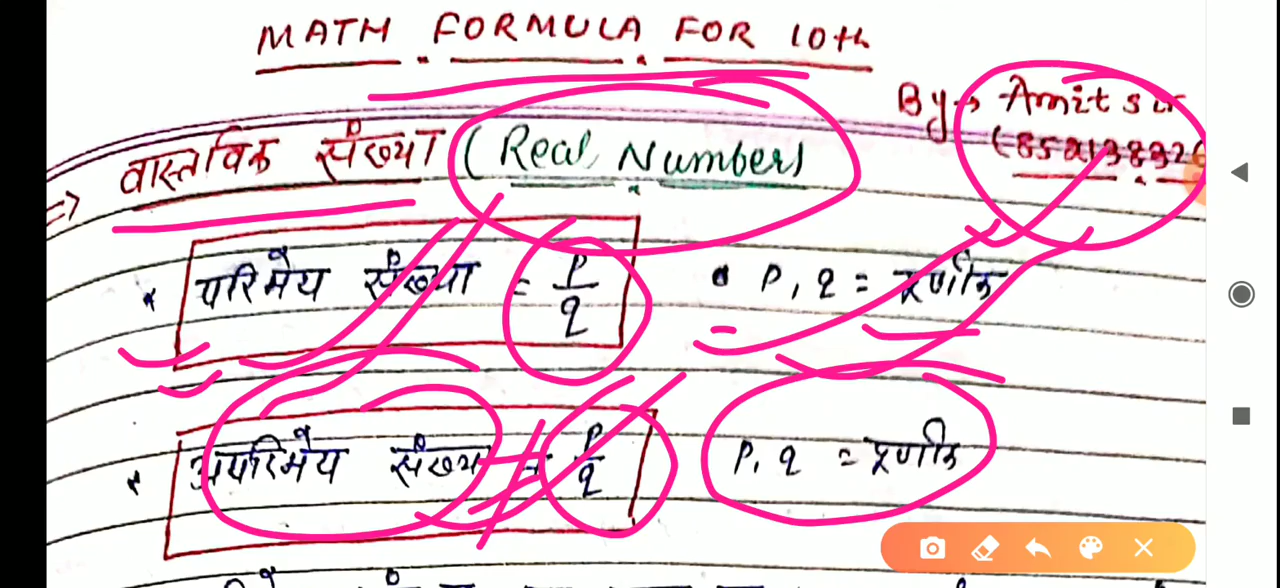 MATH FORMULA FOR 10th
By→ Amit sir
⇒ वास्तविक संख्या (Real Number)
* परिमेय संख्या = p/q • P, q = पूर्णांक
* अपरिमेय संख्या ≠ p/q P, q = पूर्णांक